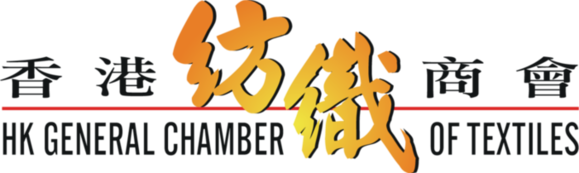 香港紡織商會
HK GENERAL CHAMBER OF TEXTILES